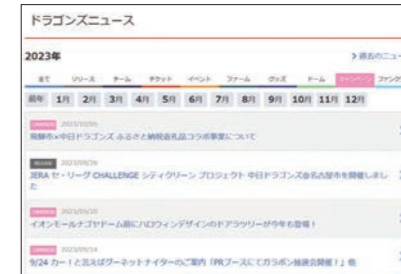 ドラゴンズニュース
2023年
過去のニュー
全て リリース チーム チケット イベント ファーム グッズ ドーム キャンペーン ファンクラ
前年 1月 2月 3月 4月 5月 6月 7月 8月 9月 10月 11月 12月
2023/10/05
飛騨市×中日ドラゴンズ ふるさと納税返礼品コラボ事業について
2023/09/26
JERA セ・リーグ CHALLENGE シティクリーン プロジェクト 中日ドラゴンズ@名古屋市を開催しまし
た
2023/09/20
イオンモールナゴヤドーム前にハロウィンデザインのドアラツリーが今年も登場！
2023/09/14
9/24 カー！と言えばグーネットナイターのご案内「PRブースにてガラポン抽選会開催！」他